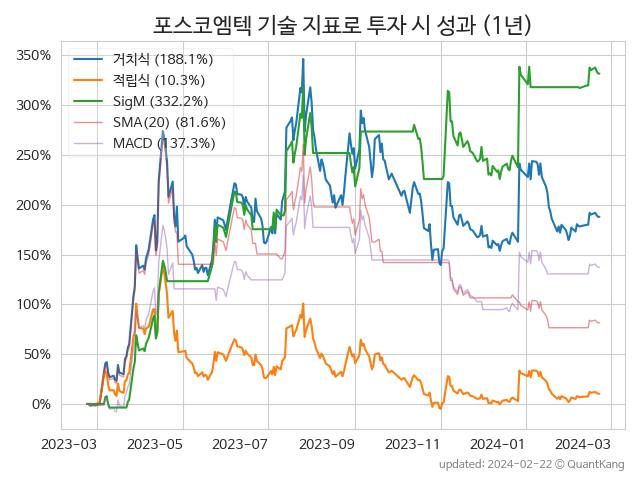 포스코엠텍 기술 지표로 투자 시 성과 (1년)
350%
300%
250%
200%
150%
100%
50%
0%
거치식 (188.1%)
적립식 (10.3%)
SigM (332.2%)
SMA(20) (81.6%)
MACD (137.3%)
2023-03
2023-05
2023-07
2023-09
2023-11
2024-01
2024-03
updated: 2024-02-22 © QuantKang